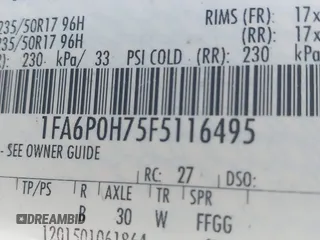 235/50R17 96H RIMS (FR): 17x
235/50R17 96H (RR): 17x
R): 230 kPa/ 33 PSI COLD (RR): 230 k
1FA6P0H75F5116495
- SEE OWNER GUIDE
RC: 27 DSO:
TP/PS R AXLE TR SPR
B 30 W FFGG
1201501061864
DREAMBID